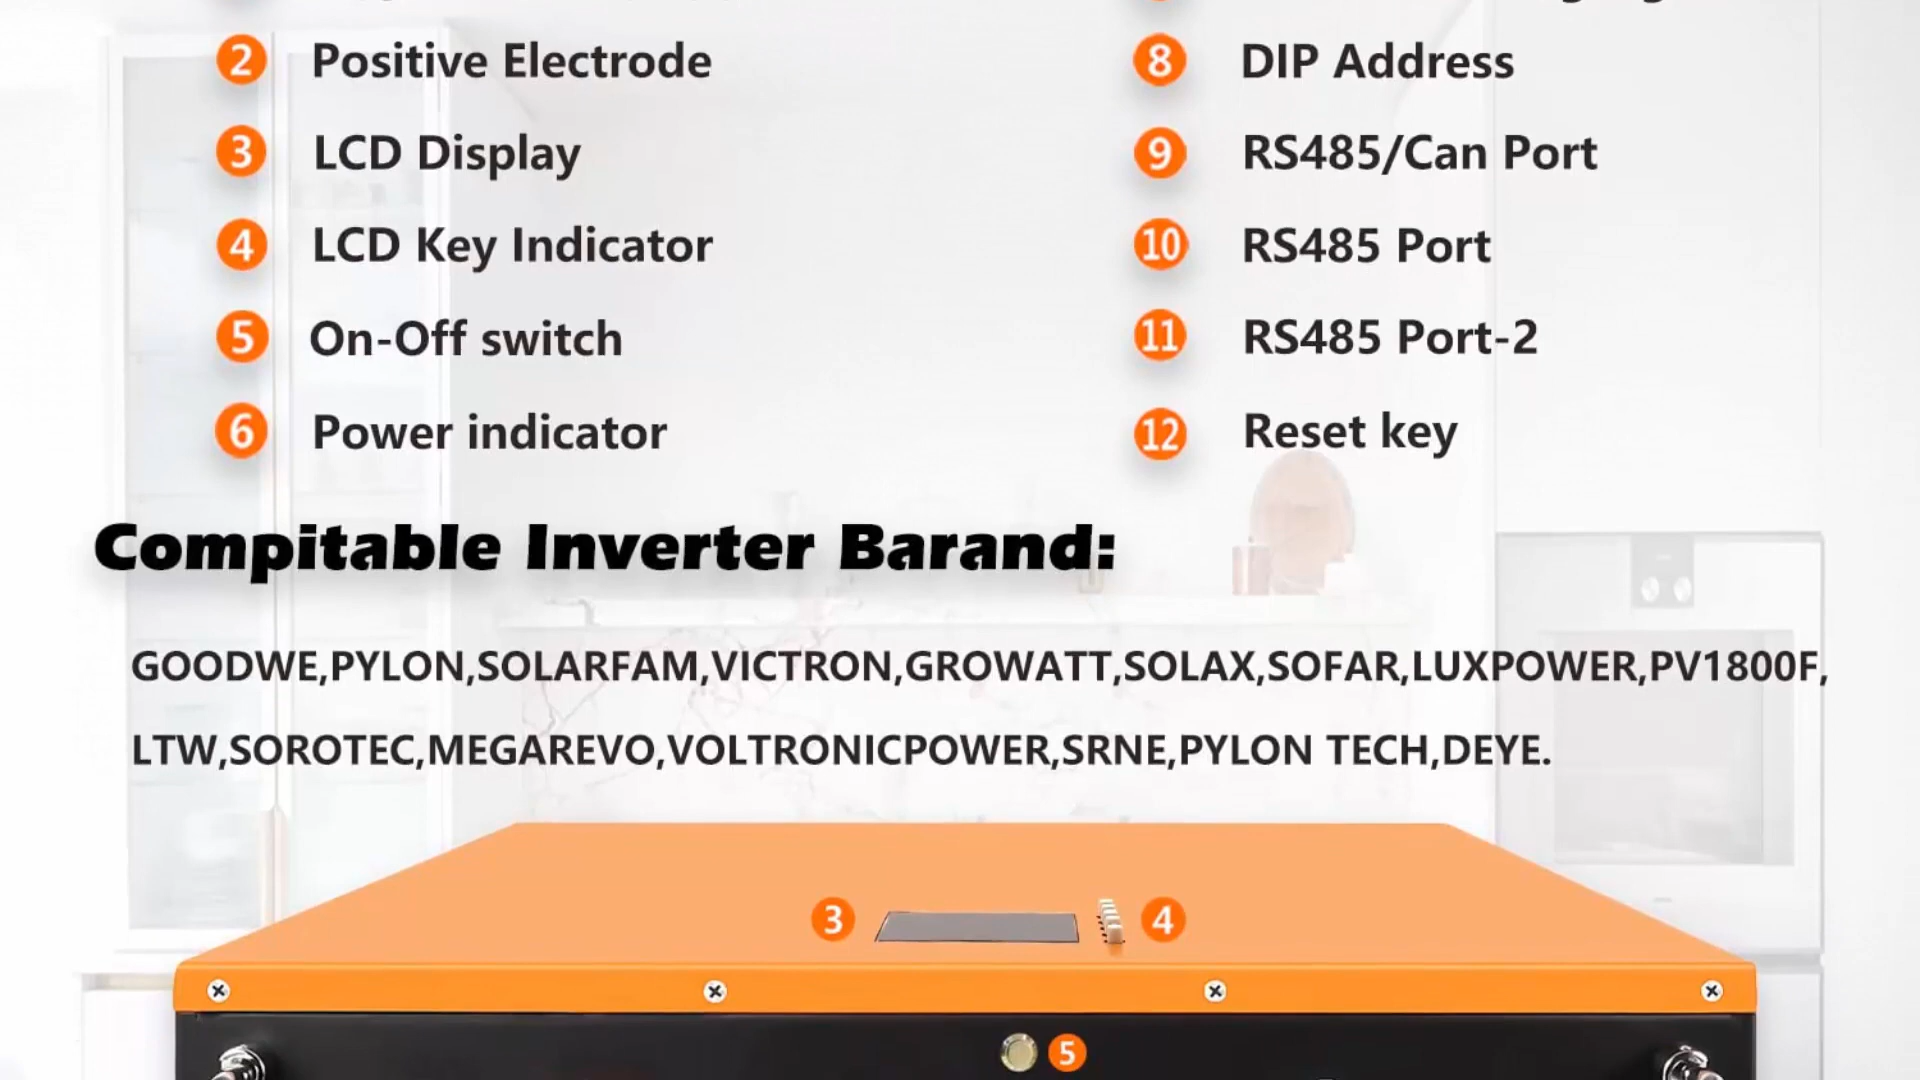 2 Positive Electrode
3 LCD Display
4 LCD Key Indicator
5 On-Off switch
6 Power indicator
8 DIP Address
9 RS485/Can Port
10 RS485 Port
11 RS485 Port-2
12 Reset key
Compitable Inverter Barand:
GOODWE,PYLON,SOLARFAM,VICTRON,GROWATT,SOLAX,SOFAR,LUXPOWER,PV1800F,
LTW,SOROTEC,MEGAREVO,VOLTRONICPOWER,SRNE,PYLON TECH,DEYE.
3 4
5